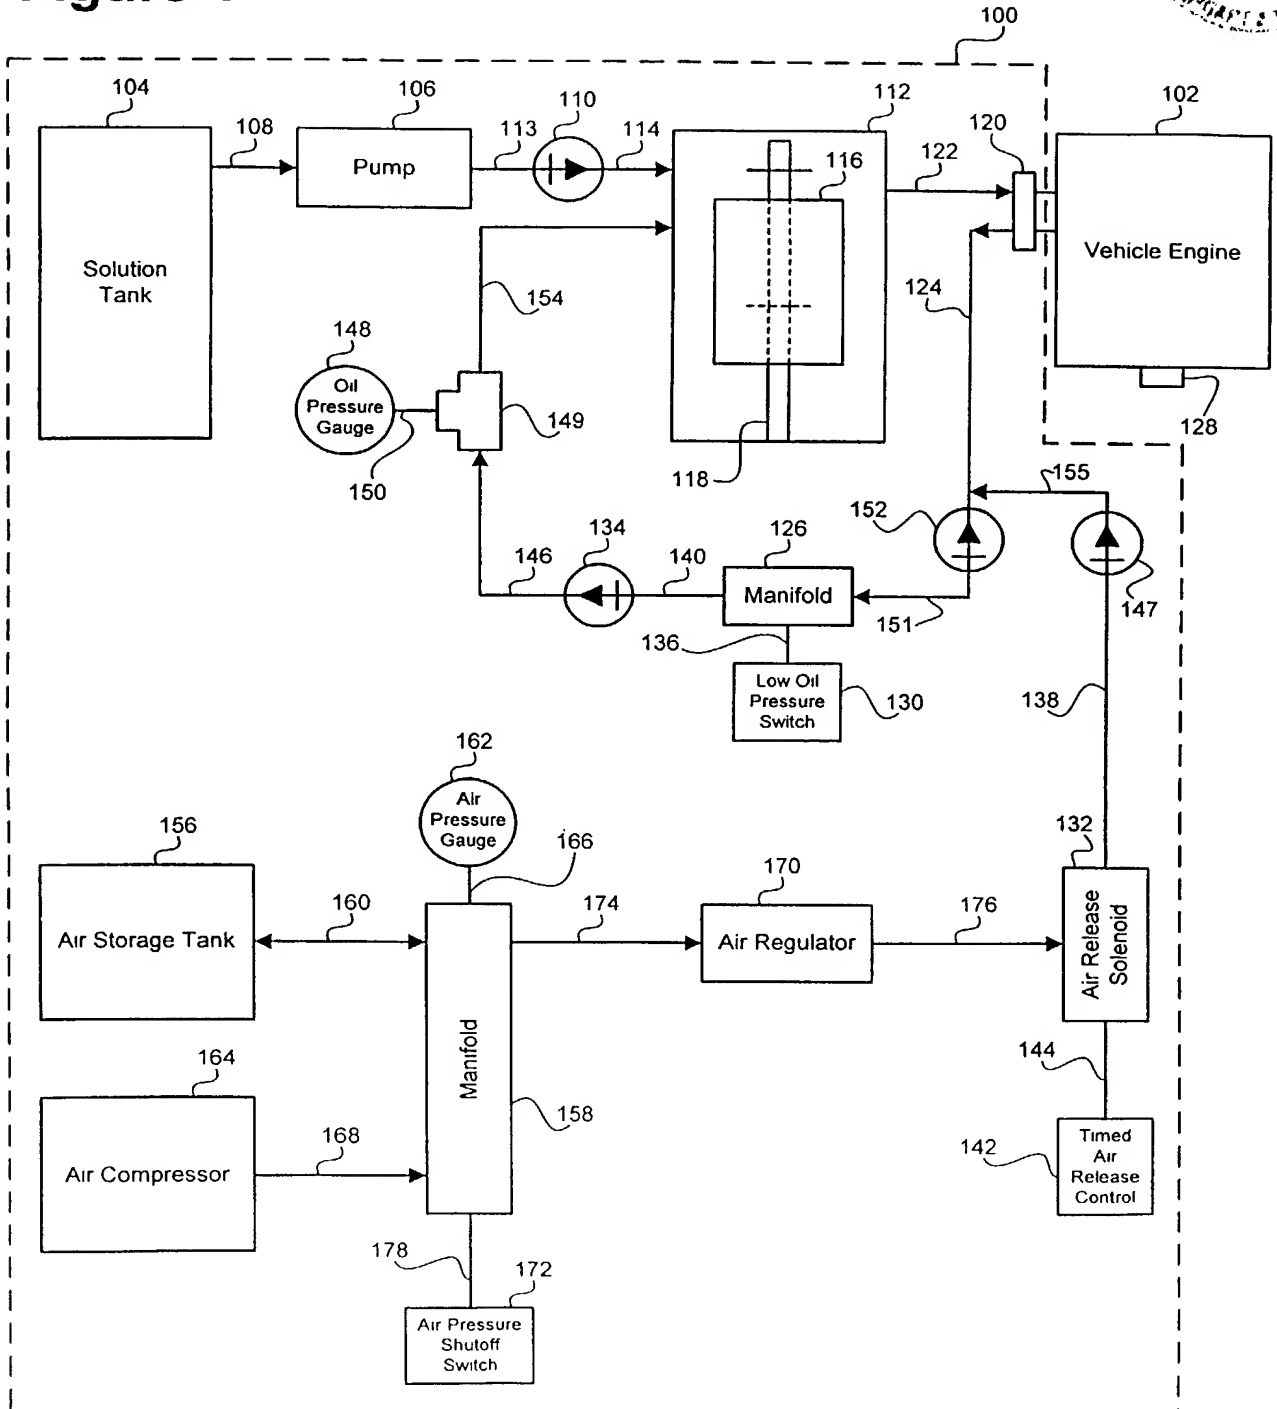 100
104
106
110
112
102
108
113
114
120
122
116
Pump
Solution
Tank
Vehicle Engine
154
124
148
Oil
Pressure
Gauge
149
128
150
118
155
152
134
126
146
140
Manifold
151
147
136
Low Oil
Pressure
Switch
130
138
162
Air
Pressure
Gauge
156
166
132
170
160
174
176
Air Storage Tank
Air Regulator
Air Release
Solenoid
Manifold
164
144
158
168
142
Air Compressor
Timed
Air
Release
Control
178
172
Air Pressure
Shutoff
Switch